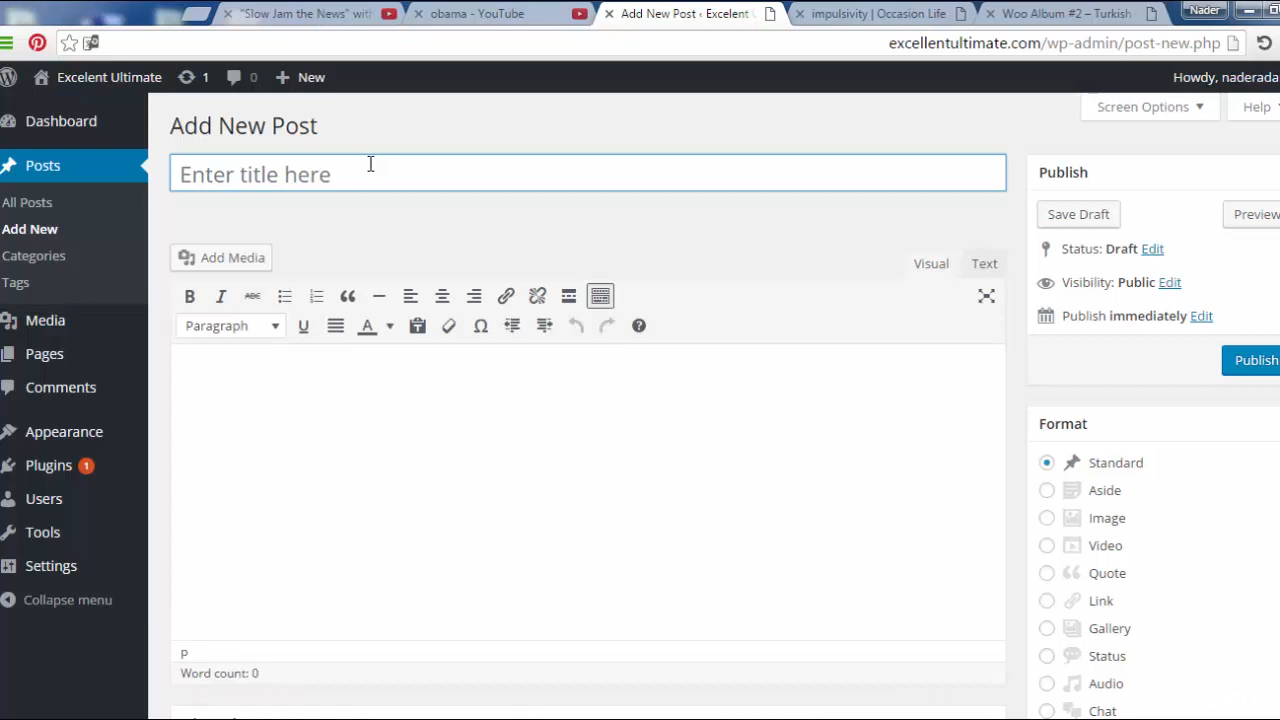 "Slow Jam the News" with
obama - YouTube
Add New Post ‹ Excelent U
impulsivity | Occasion Life
Woo Album #2 – Turkish
Nader
excellentultimate.com/wp-admin/post-new.php
Excelent Ultimate
1
0
New
Howdy, naderada
Dashboard
Posts
All Posts
Add New
Categories
Tags
Media
Pages
Comments
Appearance
Plugins 1
Users
Tools
Settings
Collapse menu
Screen Options
Help
Add New Post
Enter title here
Add Media
Visual
Text
B I ABC
Paragraph
U
A
Ω
P
Word count: 0
Publish
Save Draft
Preview
Status: Draft Edit
Visibility: Public Edit
Publish immediately Edit
Publish
Format
Standard
Aside
Image
Video
Quote
Link
Gallery
Status
Audio
Chat